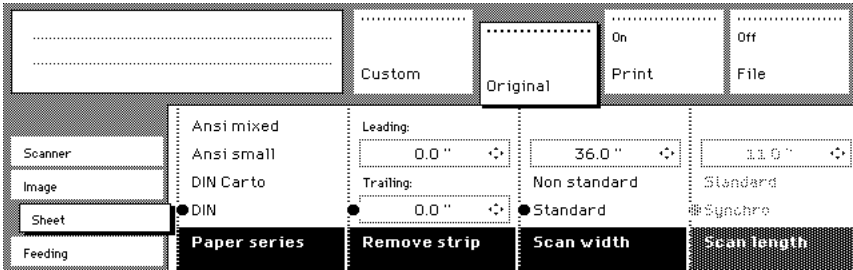 Custom
Original
On
Print
Off
File
Scanner
Image
Sheet
Feeding
Ansi mixed
Ansi small
DIN Carto
DIN
Paper series
Leading:
0.0 "
Trailing:
0.0 "
Remove strip
36.0 "
Non standard
Standard
Scan width
11.0 "
Standard
Synchro
Scan length